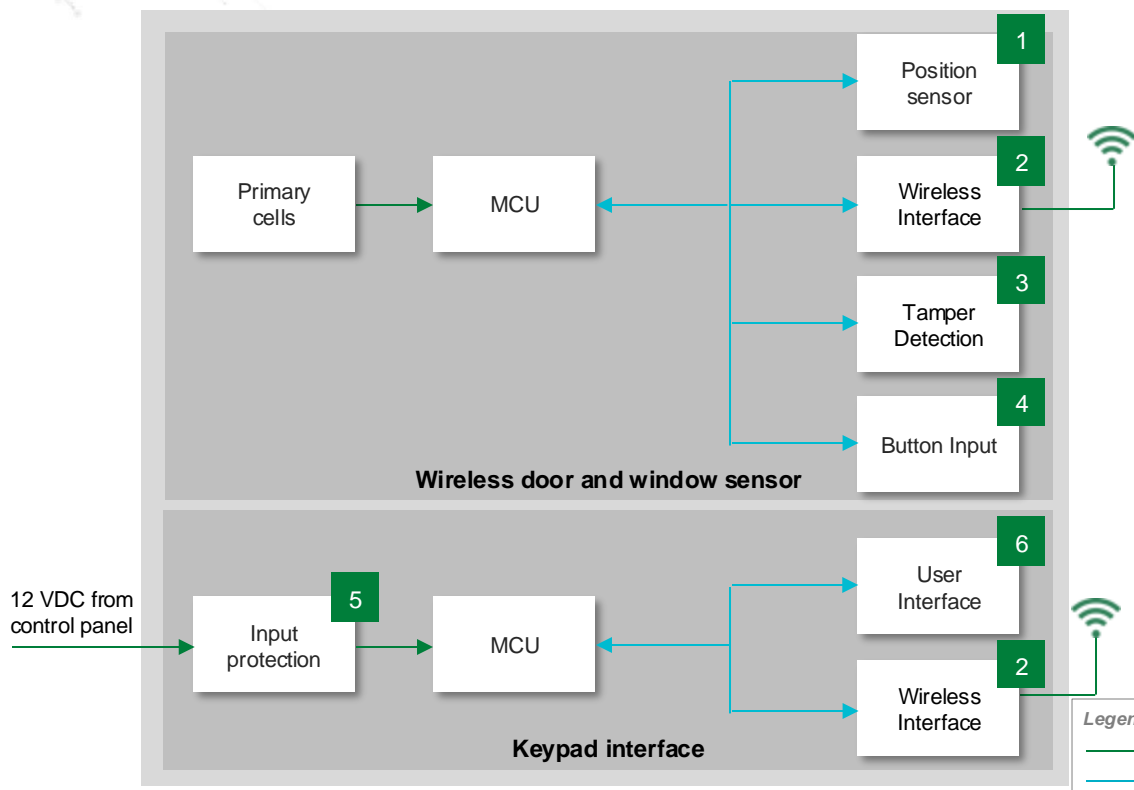 1
Position
sensor
2
Primary
cells
MCU
Wireless
Interface
3
Tamper
Detection
4
Button Input
Wireless door and window sensor
6
User
Interface
12 VDC from
control panel
5
Input
protection
MCU
2
Wireless
Interface
Keypad interface